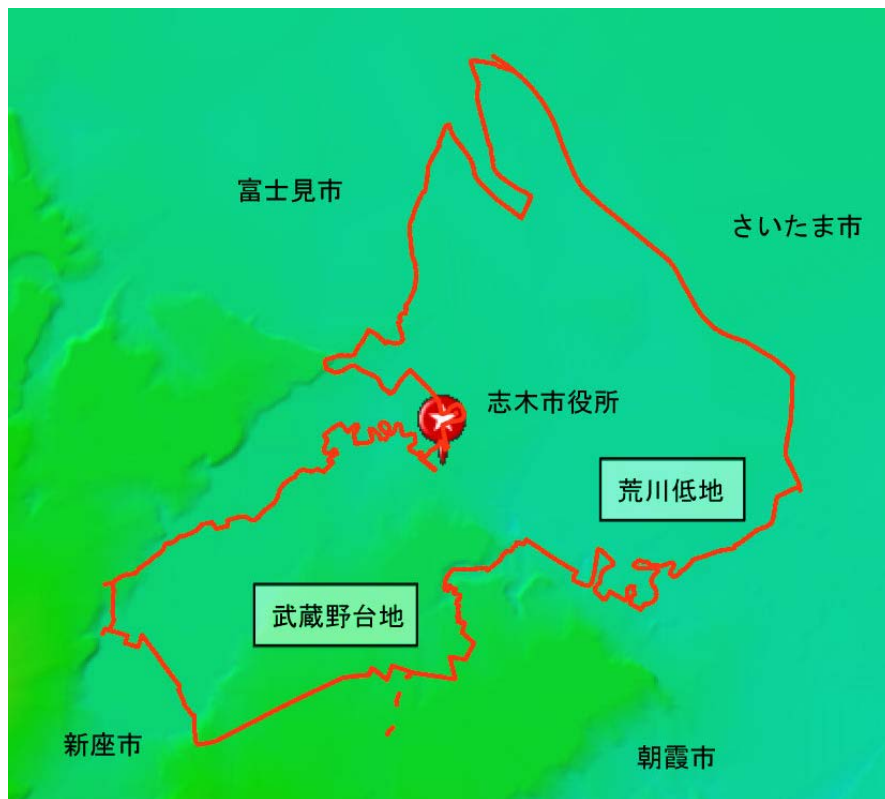 富士見市
さいたま市
志木市役所
荒川低地
武蔵野台地
新座市
朝霞市